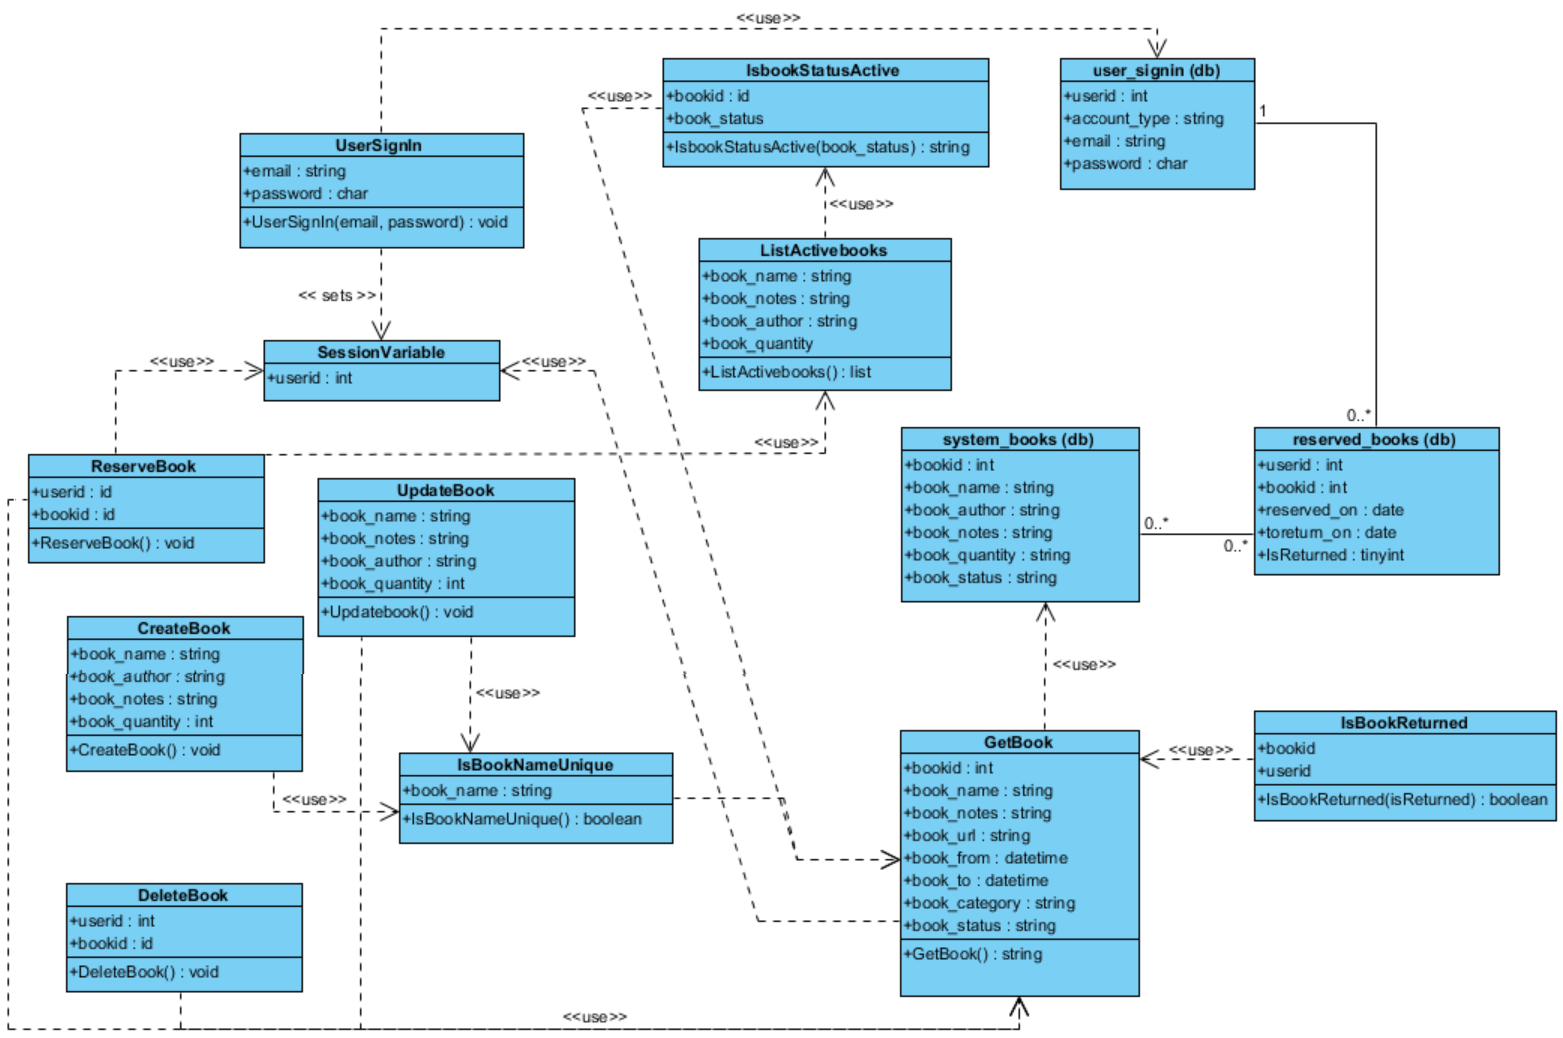 <<use>>
IsbookStatusActive
+bookid : id
+book_status
+IsbookStatusActive(book_status) : string
<<use>>
user_signin (db)
+userid : int
+account_type : string
+email : string
+password : char
1
UserSignIn
+email : string
+password : char
+UserSignIn(email, password) : void
<<use>>
<< sets >>
ListActivebooks
+book_name : string
+book_notes : string
+book_author : string
+book_quantity
+ListActivebooks() : list
SessionVariable
+userid : int
<<use>>
<<use>>
<<use>>
0..*
ReserveBook
+userid : id
+bookid : id
+ReserveBook() : void
UpdateBook
+book_name : string
+book_notes : string
+book_author : string
+book_quantity : int
+Updatebook() : void
system_books (db)
+bookid : int
+book_name : string
+book_author : string
+book_notes : string
+book_quantity : string
+book_status : string
0..*
0..*
reserved_books (db)
+userid : int
+bookid : int
+reserved_on : date
+toreturn_on : date
+IsReturned : tinyint
CreateBook
+book_name : string
+book_author : string
+book_notes : string
+book_quantity : int
+CreateBook() : void
<<use>>
<<use>>
<<use>>
IsBookNameUnique
+book_name : string
+IsBookNameUnique() : boolean
GetBook
+bookid : int
+book_name : string
+book_notes : string
+book_url : string
+book_from : datetime
+book_to : datetime
+book_category : string
+book_status : string
+GetBook() : string
<<use>>
IsBookReturned
+bookid
+userid
+IsBookReturned(isReturned) : boolean
DeleteBook
+userid : int
+bookid : id
+DeleteBook() : void
<<use>>